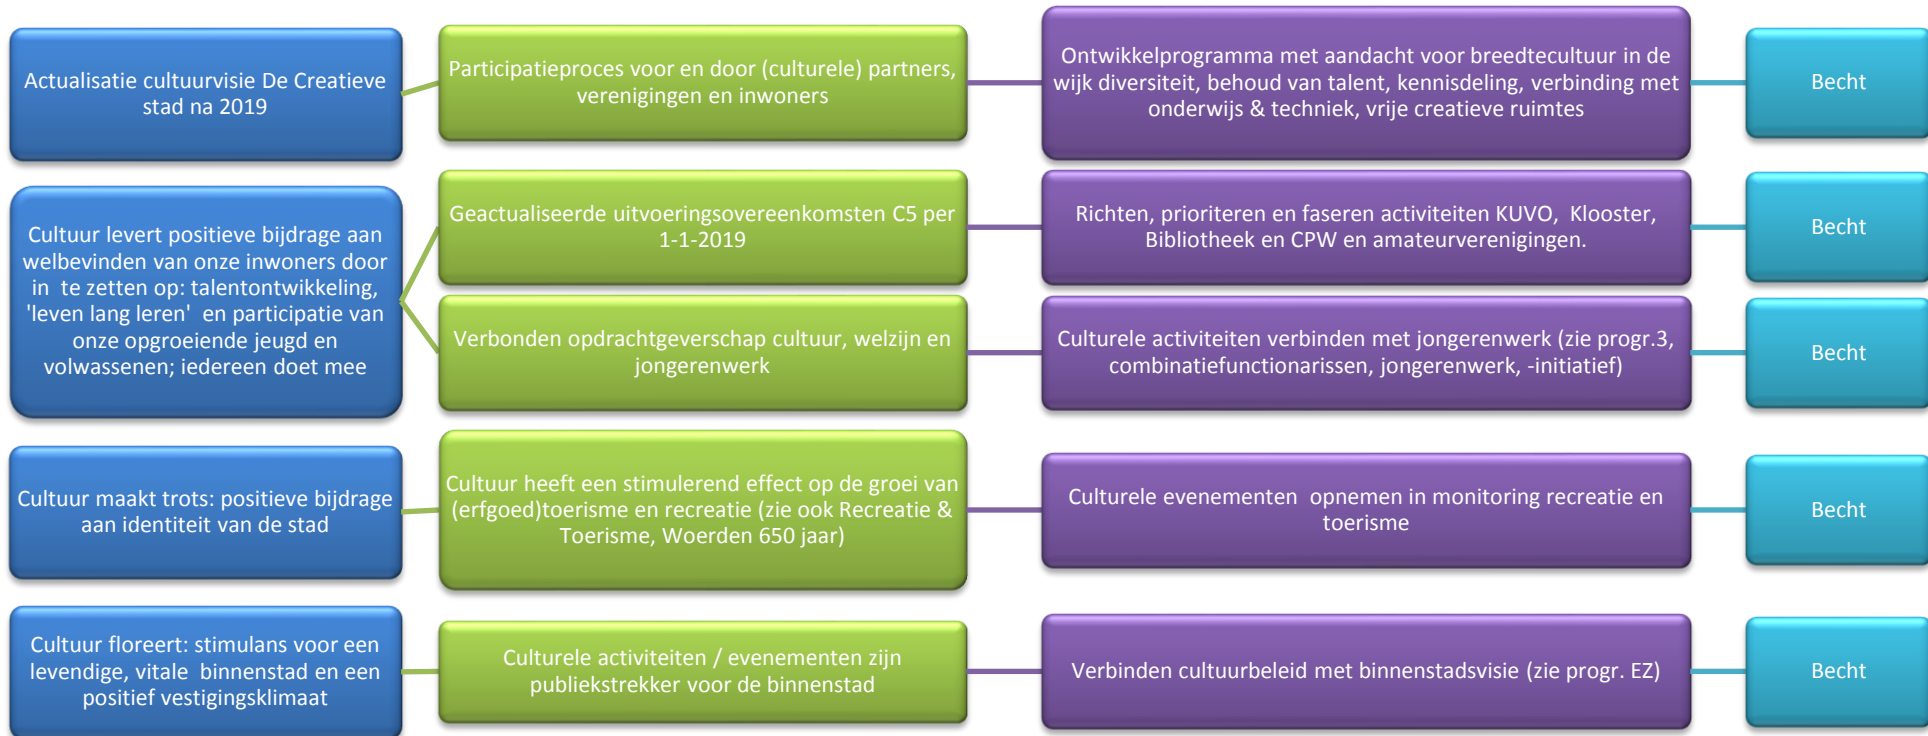 Actualisatie cultuurvisie De Creatieve
stad na 2019
Participatieproces voor en door (culturele) partners,
verenigingen en inwoners
Ontwikkelprogramma met aandacht voor breedtecultuur in de
wijk diversiteit, behoud van talent, kennisdeling, verbinding met
onderwijs & techniek, vrije creatieve ruimtes
Becht
Cultuur levert positieve bijdrage aan
welbevinden van onze inwoners door
in te zetten op: talentontwikkeling,
'leven lang leren' en participatie van
onze opgroeiende jeugd en
volwassenen; iedereen doet mee
Geactualiseerde uitvoeringsovereenkomsten C5 per
1-1-2019
Richten, prioriteren en faseren activiteiten KUVO, Klooster,
Bibliotheek en CPW en amateurverenigingen.
Becht
Verbonden opdrachtgeverschap cultuur, welzijn en
jongerenwerk
Culturele activiteiten verbinden met jongerenwerk (zie progr.3,
combinatiefunctionarissen, jongerenwerk, -initiatief)
Becht
Cultuur maakt trots: positieve bijdrage
aan identiteit van de stad
Cultuur heeft een stimulerend effect op de groei van
(erfgoed)toerisme en recreatie (zie ook Recreatie &
Toerisme, Woerden 650 jaar)
Culturele evenementen opnemen in monitoring recreatie en
toerisme
Becht
Cultuur floreert: stimulans voor een
levendige, vitale binnenstad en een
positief vestigingsklimaat
Culturele activiteiten / evenementen zijn
publiekstrekker voor de binnenstad
Verbinden cultuurbeleid met binnenstadsvisie (zie progr. EZ)
Becht